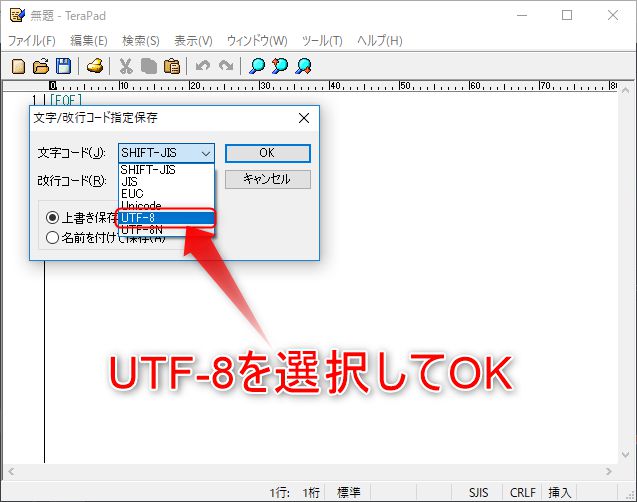 無題 - TeraPad
ファイル(F) 編集(E) 検索(S) 表示(V) ウィンドウ(W) ツール(T) ヘルプ(H)
0 10 20 30 40 50 60 70 80
1 [EOF]
文字/改行コード指定保存
文字コード(J): SHIFT-JIS OK
SHIFT-JIS
改行コード(R): JIS キャンセル
EUC
Unicode
上書き保存 UTF-8
UTF-8N
名前を付けて保存(A)
UTF-8を選択してOK
1行: 1桁 標準 SJIS CRLF 挿入